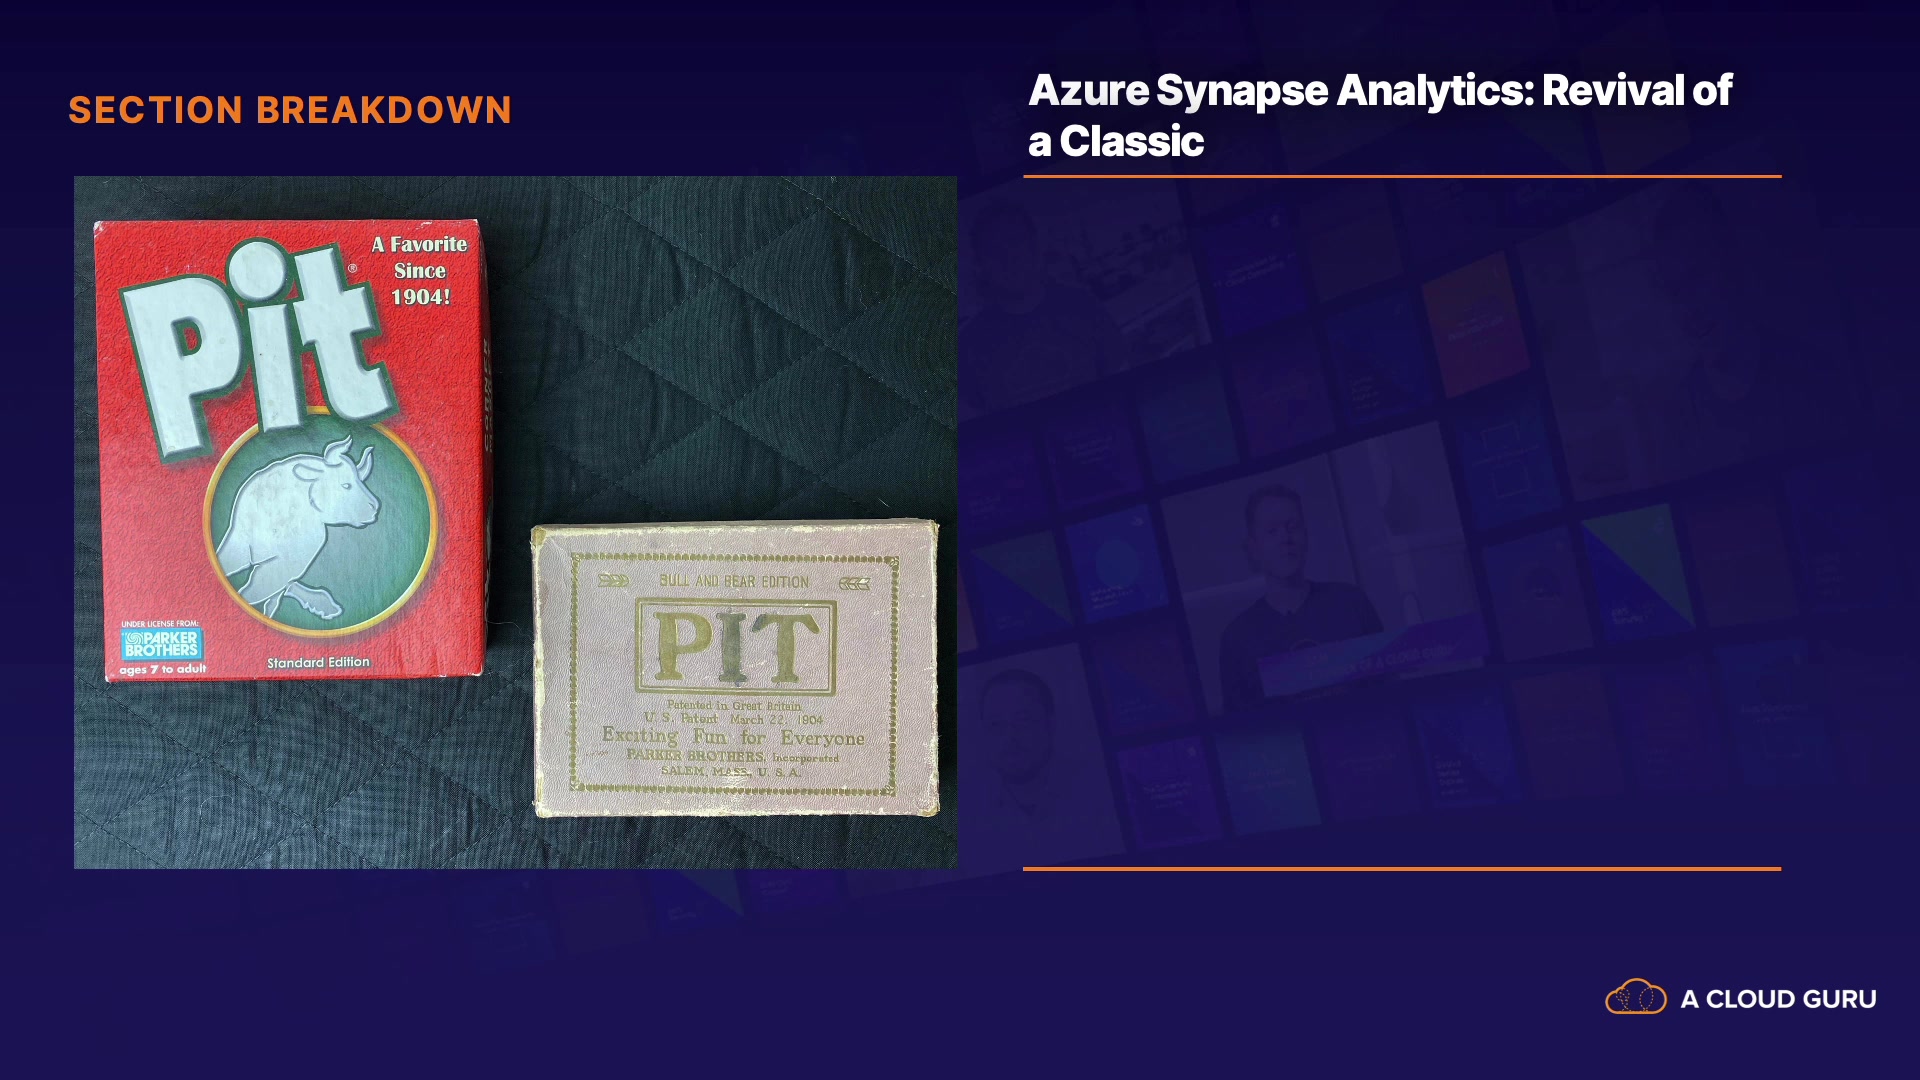 SECTION BREAKDOWN
Azure Synapse Analytics: Revival of
a Classic
Pit®
A Favorite
Since
1904!
UNDER LICENSE FROM:
PARKER
BROTHERS
ages 7 to adult
Standard Edition
BULL AND BEAR EDITION
PIT
Patented in Great Britain
U. S. Patent March 22, 1904
Exciting Fun for Everyone
PARKER BROTHERS, Incorporated
SALEM, MASS., U. S. A.
A CLOUD GURU